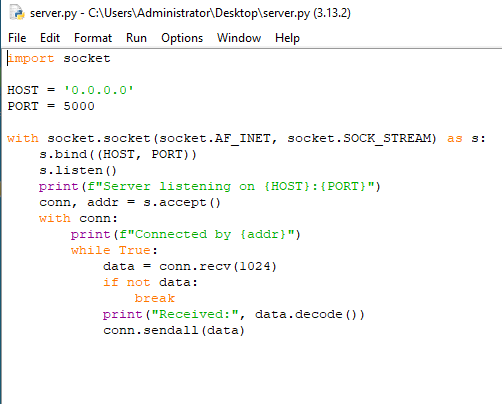 server.py - C:\Users\Administrator\Desktop\server.py (3.13.2)
File Edit Format Run Options Window Help
import socket

HOST = '0.0.0.0'
PORT = 5000

with socket.socket(socket.AF_INET, socket.SOCK_STREAM) as s:
    s.bind((HOST, PORT))
    s.listen()
    print(f"Server listening on {HOST}:{PORT}")
    conn, addr = s.accept()
    with conn:
        print(f"Connected by {addr}")
        while True:
            data = conn.recv(1024)
            if not data:
                break
            print("Received:", data.decode())
            conn.sendall(data)